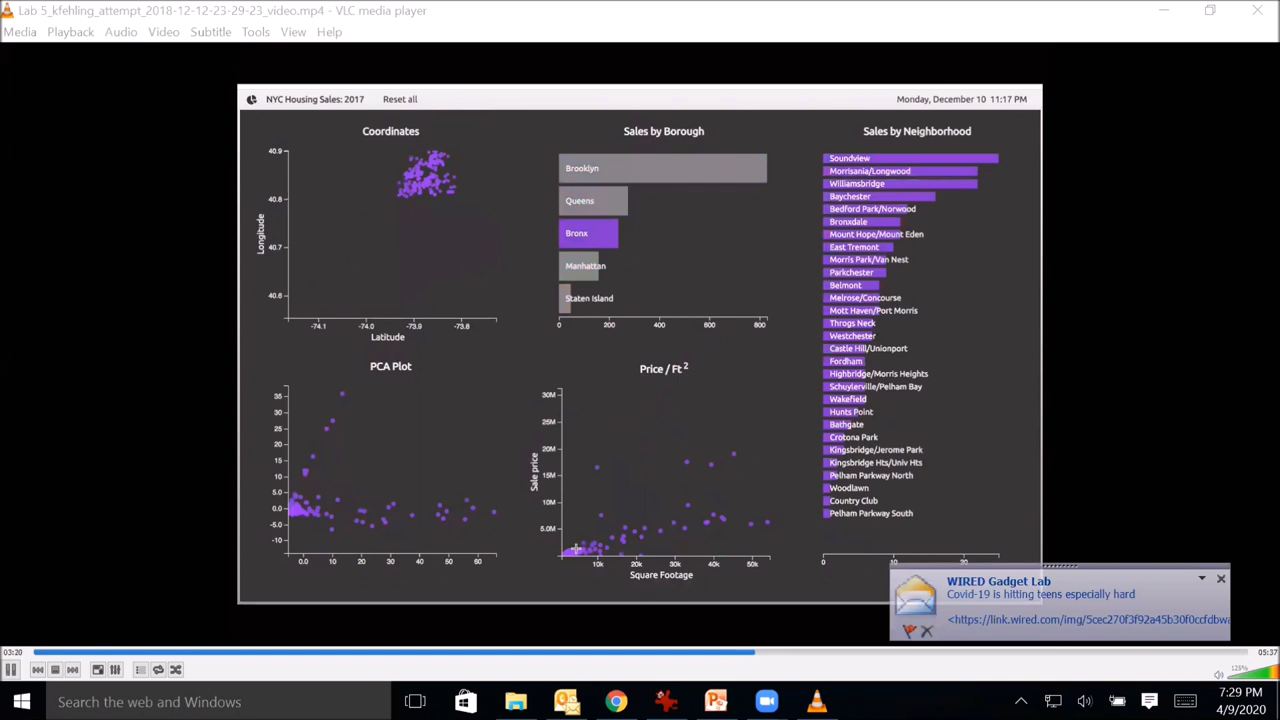 Lab 5_kfehling_attempt_2018-12-12-23-29-23_video.mp4 - VLC media player
Media Playback Audio Video Subtitle Tools View Help
NYC Housing Sales: 2017 Reset all Monday, December 10 11:17 PM
Coordinates
40.9
40.8
40.7
40.6
Longitude
-74.1 -74.0 -73.9 -73.8
Latitude
Sales by Borough
Brooklyn
Queens
Bronx
Manhattan
Staten Island
0 200 400 600 800
Sales by Neighborhood
Soundview
Morrisania/Longwood
Williamsbridge
Baychester
Bedford Park/Norwood
Bronxdale
Mount Hope/Mount Eden
East Tremont
Morris Park/Van Nest
Parkchester
Belmont
Melrose/Concourse
Mott Haven/Port Morris
Throgs Neck
Westchester
Castle Hill/Unionport
Fordham
Highbridge/Morris Heights
Schuylerville/Pelham Bay
Wakefield
Hunts Point
Bathgate
Crotona Park
Kingsbridge/Jerome Park
Kingsbridge Hts/Univ Hts
Pelham Parkway North
Woodlawn
Country Club
Pelham Parkway South
0
PCA Plot
35
30
25
20
15
10
5.0
0.0
-5.0
-10
0.0 10 20 30 40 50 60
Price / Ft 2
30M
25M
20M
15M
10M
5.0M
Sale price
10k 20k 30k 40k 50k
Square Footage
WIRED Gadget Lab
Covid-19 is hitting teens especially hard
<https://link.wired.com/img/5cec270f3f92a45b30f0ccfdbwa
03:20 05:37
125%
Search the web and Windows
7:29 PM
4/9/2020